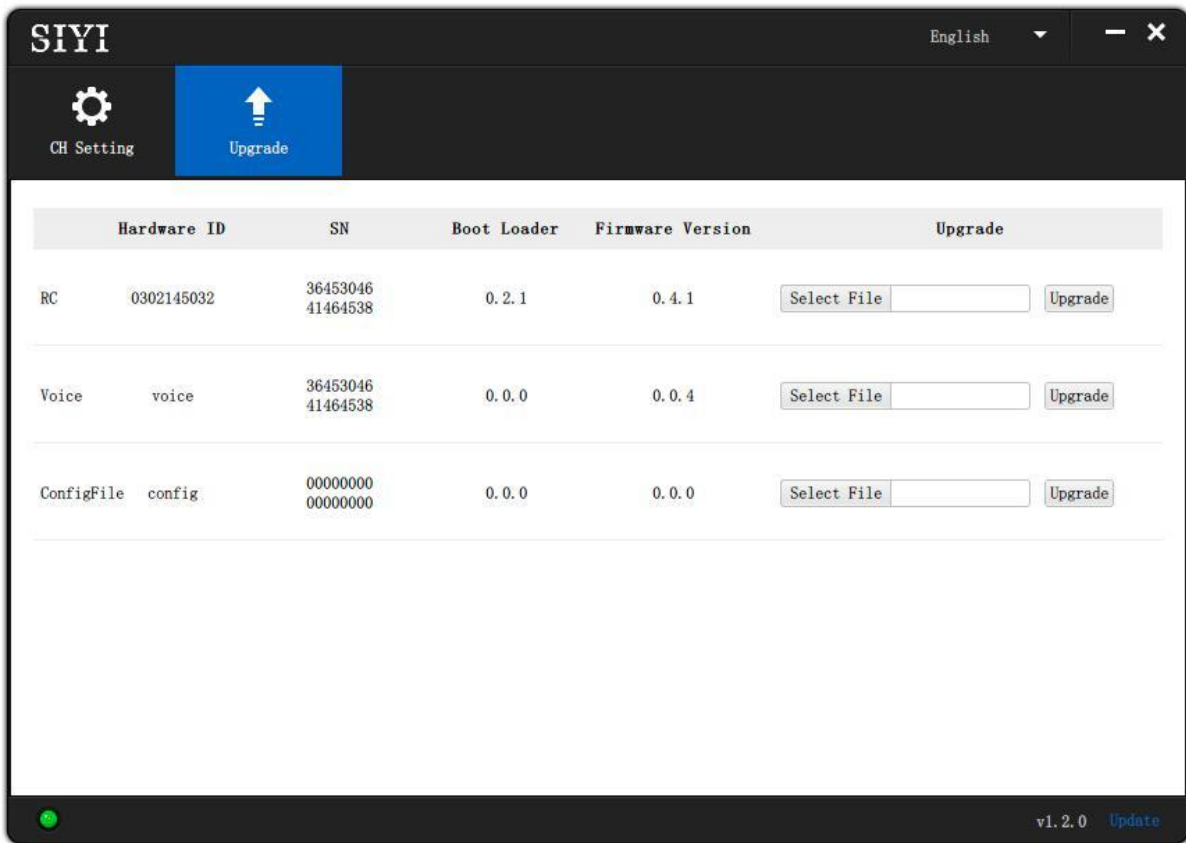 SIYI
English
CH Setting
Upgrade
Hardware ID SN Boot Loader Firmware Version Upgrade
RC 0302145032 36453046 0.2.1 0.4.1 Select File Upgrade
41464538
Voice voice 36453046 0.0.0 0.0.4 Select File Upgrade
41464538
ConfigFile config 00000000 0.0.0 0.0.0 Select File Upgrade
00000000
v1.2.0 Update